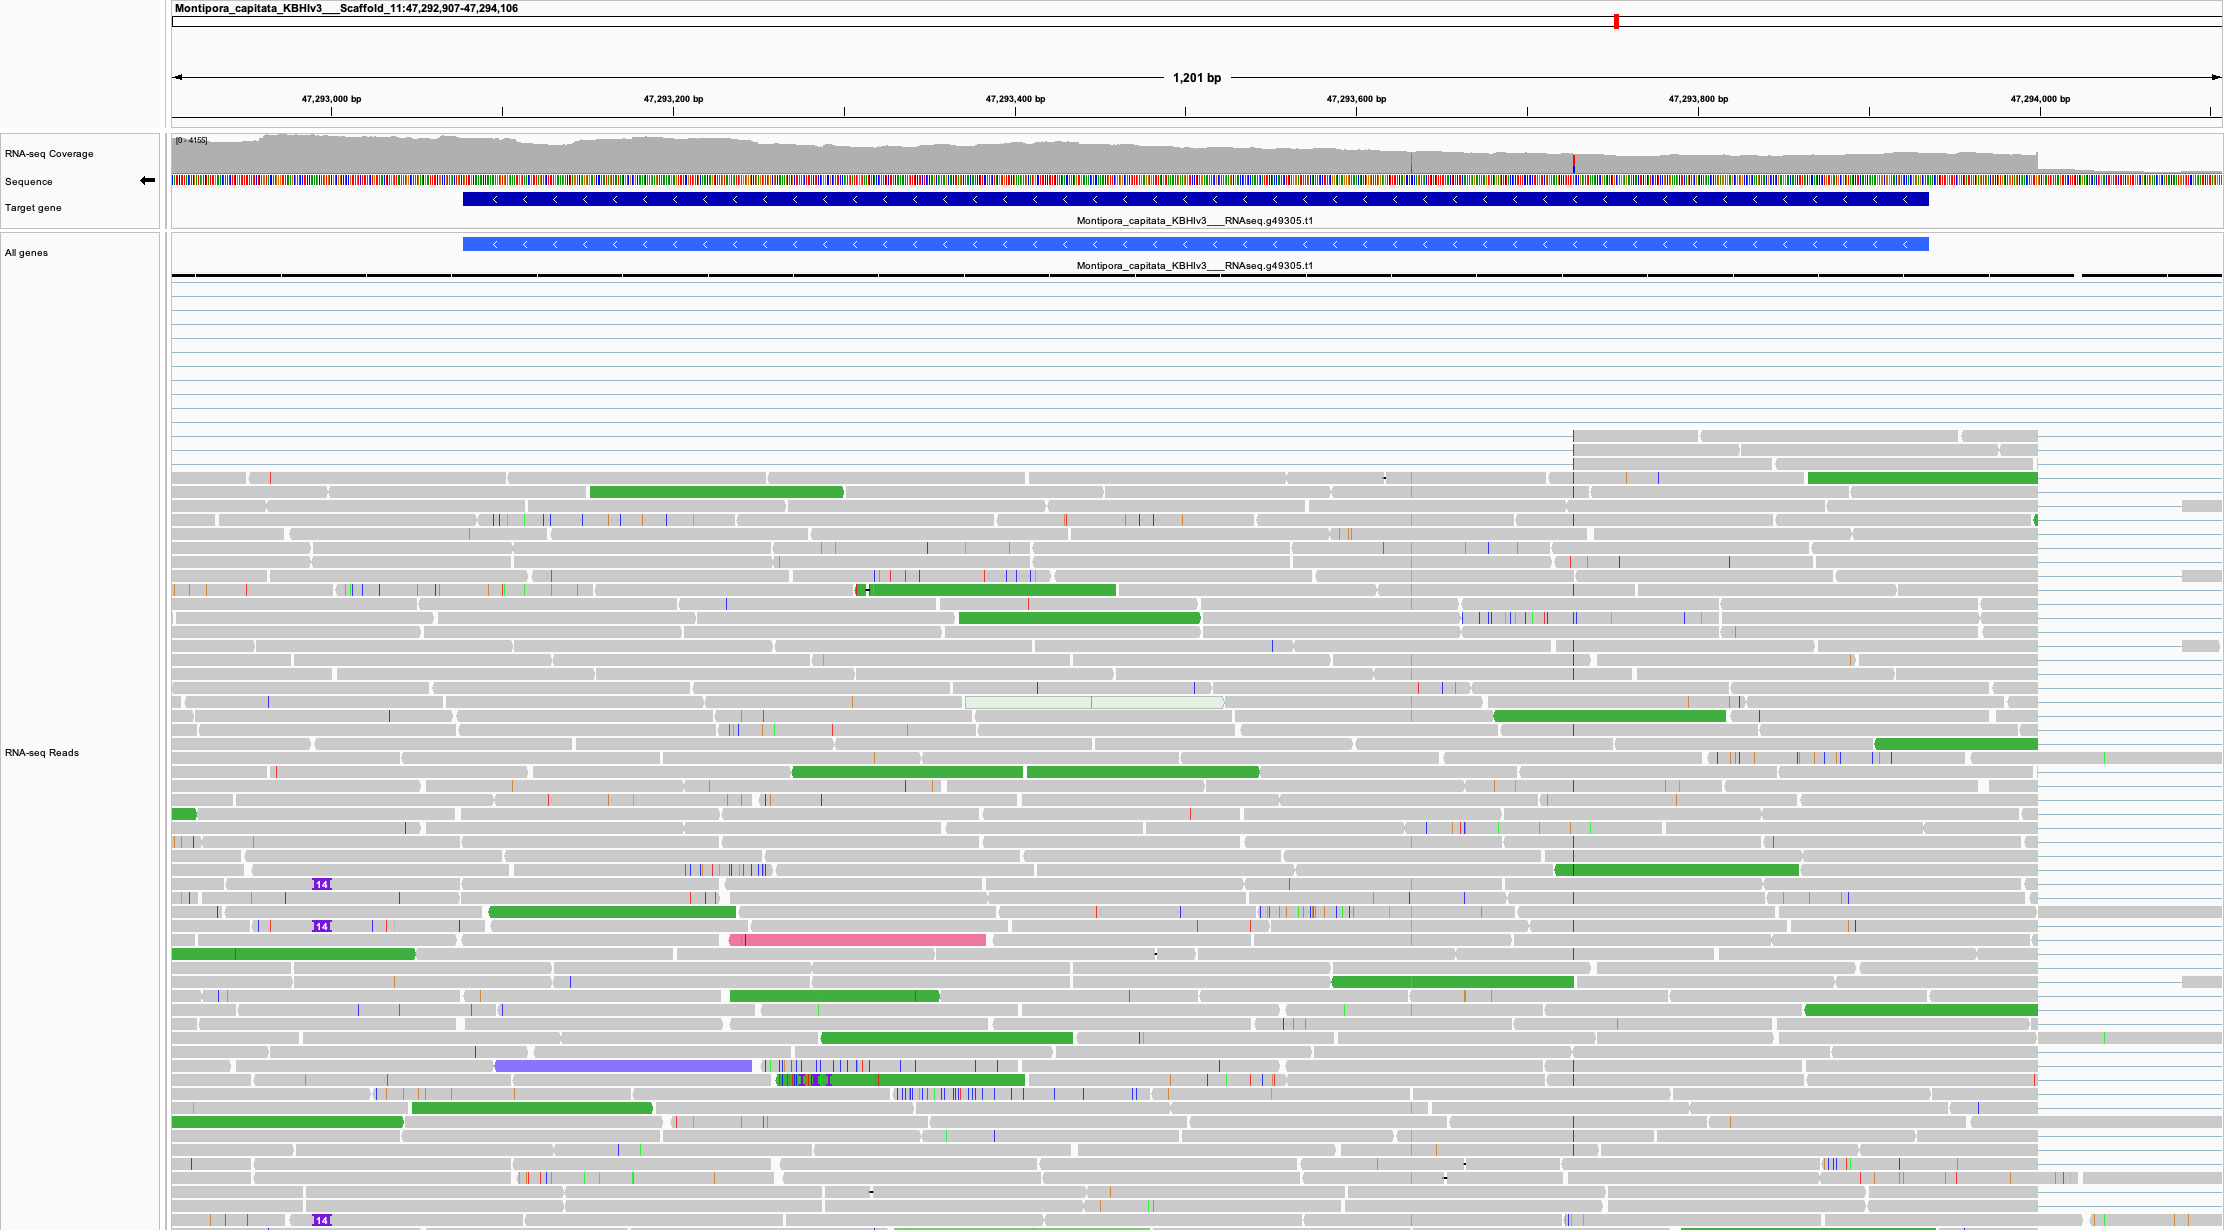 Montipora_capitata_KBHIv3___Scaffold_11:47,292,907-47,294,106
1,201 bp
47,293,000 bp 47,293,200 bp 47,293,400 bp 47,293,600 bp 47,293,800 bp 47,294,000 bp
[0 - 4155]
RNA-seq Coverage
Sequence
Target gene
Montipora_capitata_KBHIv3___RNAseq.g49305.t1
All genes
Montipora_capitata_KBHIv3___RNAseq.g49305.t1
RNA-seq Reads
14
14
14